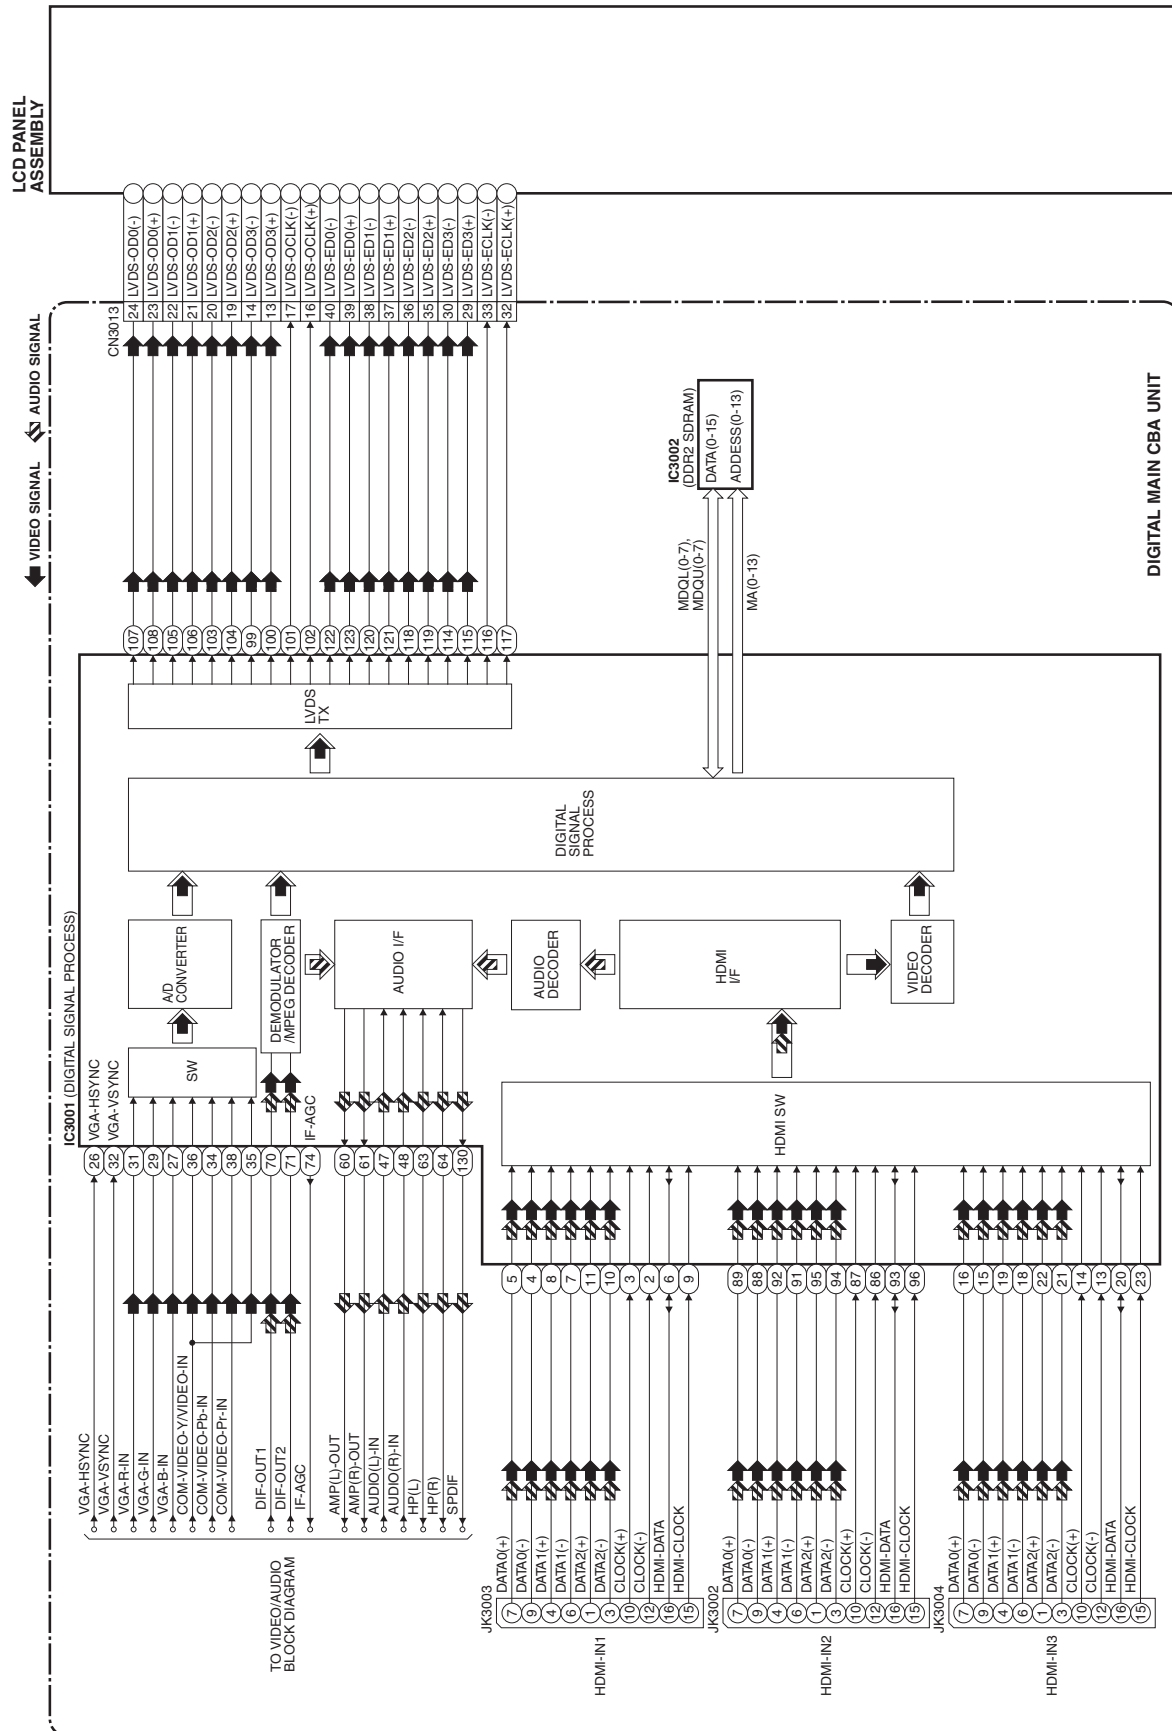 LCD PANEL
ASSEMBLY
VIDEO SIGNAL
AUDIO SIGNAL
CN3013
24 LVDS-OD0(-)
23 LVDS-OD0(+)
22 LVDS-OD1(-)
21 LVDS-OD1(+)
20 LVDS-OD2(-)
19 LVDS-OD2(+)
14 LVDS-OD3(-)
13 LVDS-OD3(+)
17 LVDS-OCLK(-)
16 LVDS-OCLK(+)
40 LVDS-ED0(-)
39 LVDS-ED0(+)
38 LVDS-ED1(-)
37 LVDS-ED1(+)
36 LVDS-ED2(-)
35 LVDS-ED2(+)
30 LVDS-ED3(-)
29 LVDS-ED3(+)
33 LVDS-ECLK(-)
32 LVDS-ECLK(+)
107
108
105
106
103
104
99
100
101
102
122
123
120
121
118
119
114
115
116
117
IC3002
(DDR2 SDRAM)
DATA(0-15)
ADDESS(0-13)
MDQL(0-7),
MDQU(0-7)
MA(0-13)
DIGITAL MAIN CBA UNIT
LVDS
TX
DIGITAL
SIGNAL
PROCESS
IC3001 (DIGITAL SIGNAL PROCESS)
A/D
CONVERTER
DEMODULATOR
/MPEG DECODER
AUDIO I/F
AUDIO
DECODER
HDMI
I/F
VIDEO
DECODER
SW
HDMI SW
VGA-HSYNC
VGA-VSYNC
IF-AGC
26
32
31
29
27
36
34
38
35
70
71
74
60
61
47
48
63
64
130
5
4
8
7
11
10
3
2
6
9
89
88
92
91
95
94
87
86
93
96
16
15
19
18
22
21
14
13
20
23
VGA-HSYNC
VGA-VSYNC
VGA-R-IN
VGA-G-IN
VGA-B-IN
COM-VIDEO-Y/VIDEO-IN
COM-VIDEO-Pb-IN
COM-VIDEO-Pr-IN
DIF-OUT1
DIF-OUT2
IF-AGC
AMP(L)-OUT
AMP(R)-OUT
AUDIO(L)-IN
AUDIO(R)-IN
HP(L)
HP(R)
SPDIF
TO VIDEO/AUDIO
BLOCK DIAGRAM
JK3003
7 DATA0(+)
9 DATA0(-)
4 DATA1(+)
6 DATA1(-)
1 DATA2(+)
3 DATA2(-)
10 CLOCK(+)
12 CLOCK(-)
16 HDMI-DATA
15 HDMI-CLOCK
HDMI-IN1
JK3002
7 DATA0(+)
9 DATA0(-)
4 DATA1(+)
6 DATA1(-)
1 DATA2(+)
3 DATA2(-)
10 CLOCK(+)
12 CLOCK(-)
16 HDMI-DATA
15 HDMI-CLOCK
HDMI-IN2
JK3004
7 DATA0(+)
9 DATA0(-)
4 DATA1(+)
6 DATA1(-)
1 DATA2(+)
3 DATA2(-)
10 CLOCK(+)
12 CLOCK(-)
16 HDMI-DATA
15 HDMI-CLOCK
HDMI-IN3